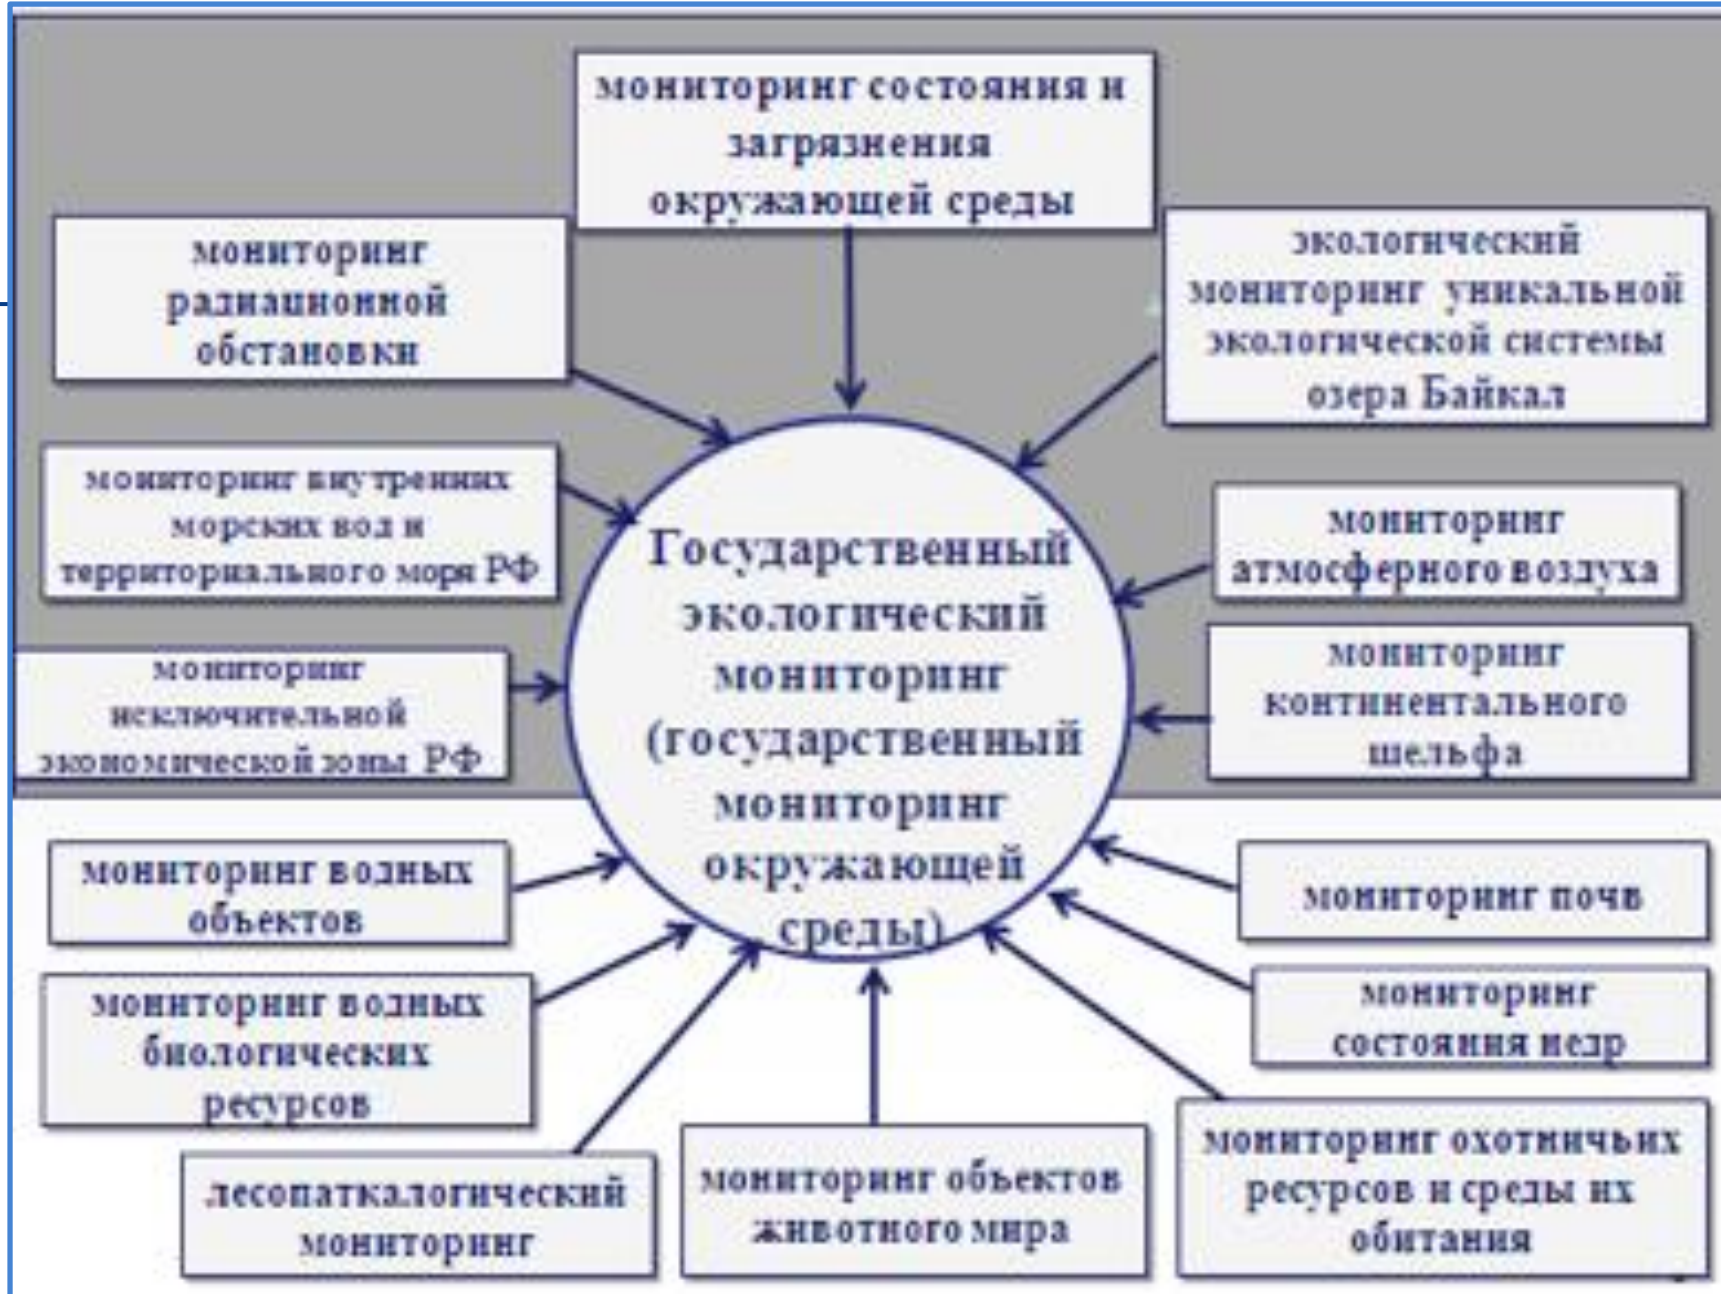 мониторинг состояния и
загрязнения
окружающей среды
мониторинг
радиационной
обстановки
экологический
мониторинг уникальной
экологической системы
озера Байкал
мониторинг внутренних
морских вод и
территориального моря РФ
мониторинг
атмосферного воздуха
Государственный
экологический
мониторинг
(государственный
мониторинг
окружающей
среды)
мониторинг
исключительной
экономической зоны РФ
мониторинг
континентального
шельфа
мониторинг водных
объектов
мониторинг почв
мониторинг водных
биологических
ресурсов
мониторинг
состояния недр
лесопаткалогический
мониторинг
мониторинг объектов
животного мира
мониторинг охотничьих
ресурсов и среды их
обитания